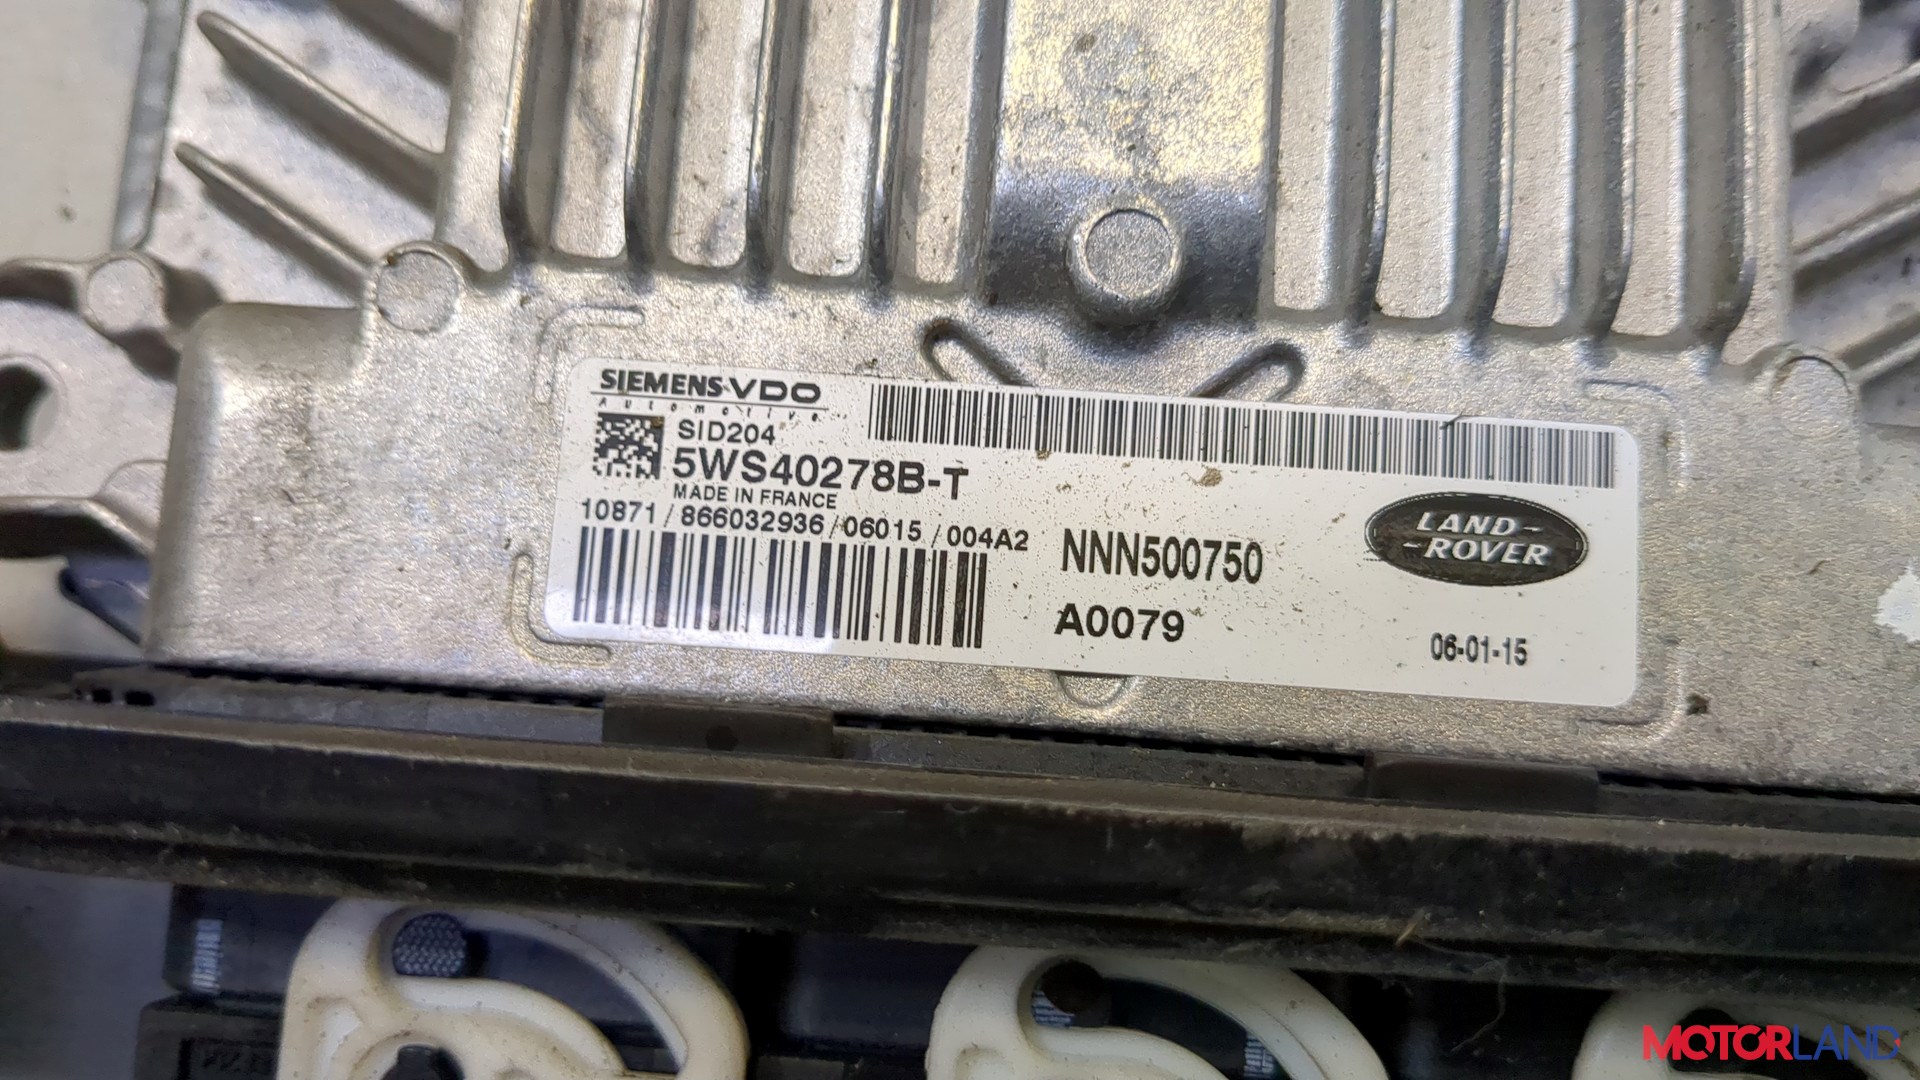 SIEMENS VDO
Automotive
SID204
5WS40278B-T
MADE IN FRANCE
10871 / 866032936 / 06015 / 004A2
NNN500750
A0079
LAND-
-ROVER
06-01-15
MOTORLAND